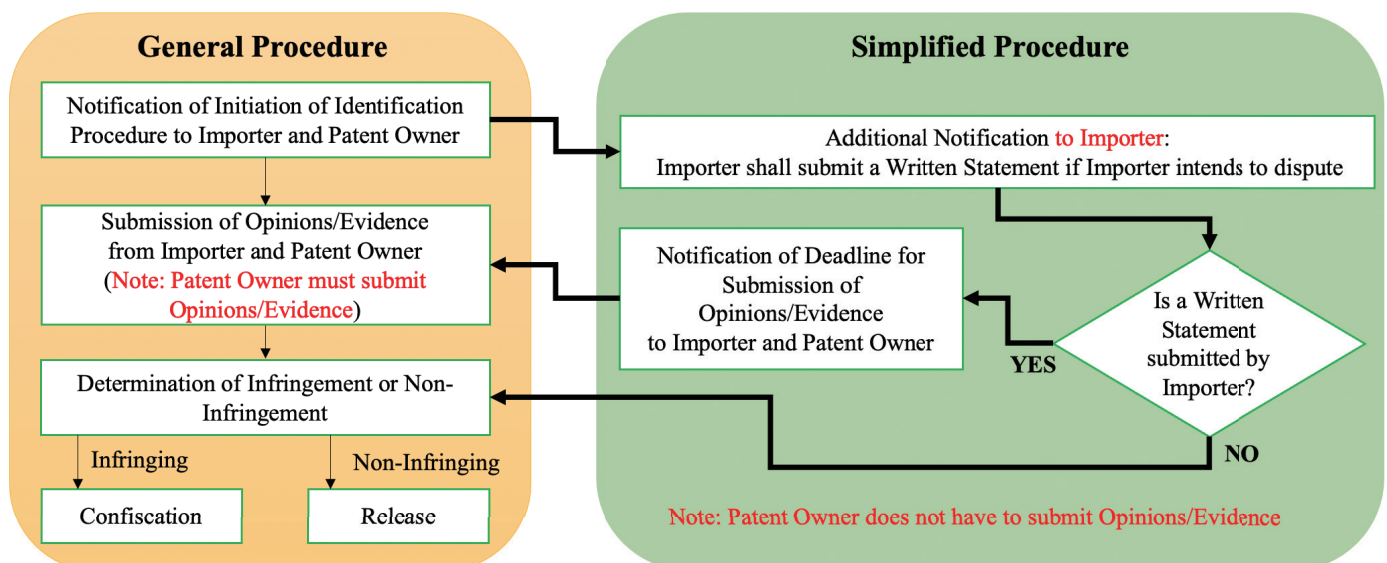 General Procedure
Notification of Initiation of Identification
Procedure to Importer and Patent Owner
Submission of Opinions/Evidence
from Importer and Patent Owner
(Note: Patent Owner must submit
Opinions/Evidence)
Determination of Infringement or Non-
Infringement
Infringing
Non-Infringing
Confiscation
Release
Simplified Procedure
Additional Notification to Importer:
Importer shall submit a Written Statement if Importer intends to dispute
Notification of Deadline for
Submission of
Opinions/Evidence
to Importer and Patent Owner
Is a Written
Statement
submitted by
Importer?
YES
NO
Note: Patent Owner does not have to submit Opinions/Evidence